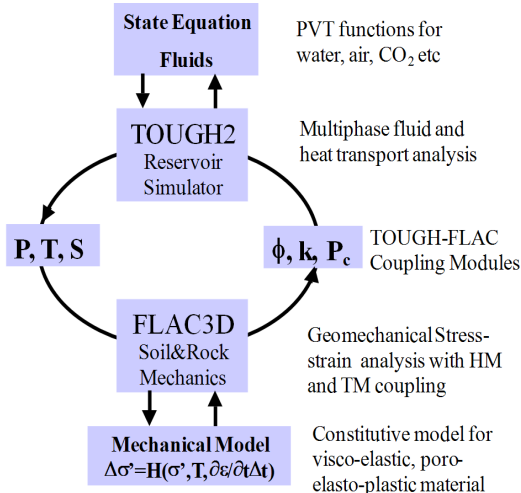 State Equation
Fluids
PVT functions for
water, air, CO₂ etc
TOUGH2
Reservoir
Simulator
Multiphase fluid and
heat transport analysis
P, T, S
ϕ, k, Pc
TOUGH-FLAC
Coupling Modules
FLAC3D
Soil&Rock
Mechanics
Geomechanical Stress-
strain analysis with HM
and TM coupling
Mechanical Model
Δσ'=H(σ',T,∂ε/∂tΔt)
Constitutive model for
visco-elastic, poro-
elasto-plastic material